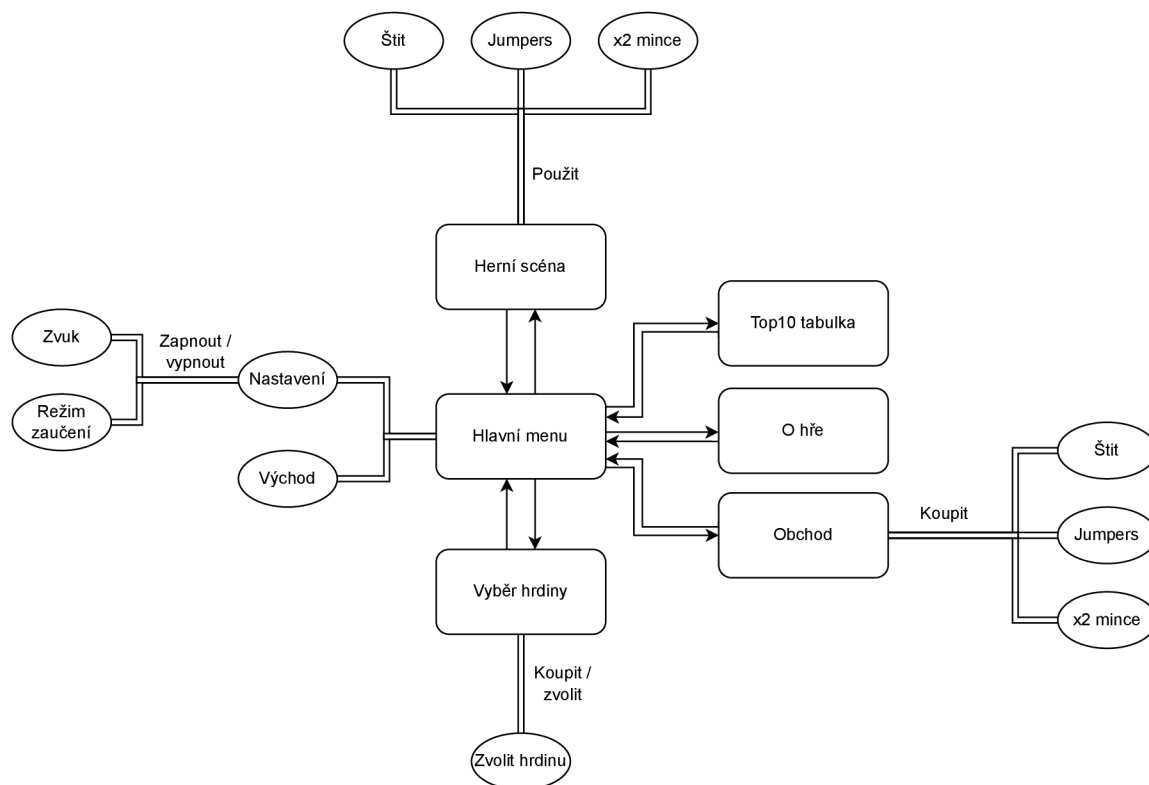 Štit
Jumpers
x2 mince
Použit
Herní scéna
Top10 tabulka
Zvuk
Zapnout /
vypnout
Nastavení
Režim
zaučení
Hlavní menu
O hře
Východ
Štit
Koupit
Obchod
Jumpers
Vyběr hrdiny
x2 mince
Koupit /
zvolit
Zvolit hrdinu